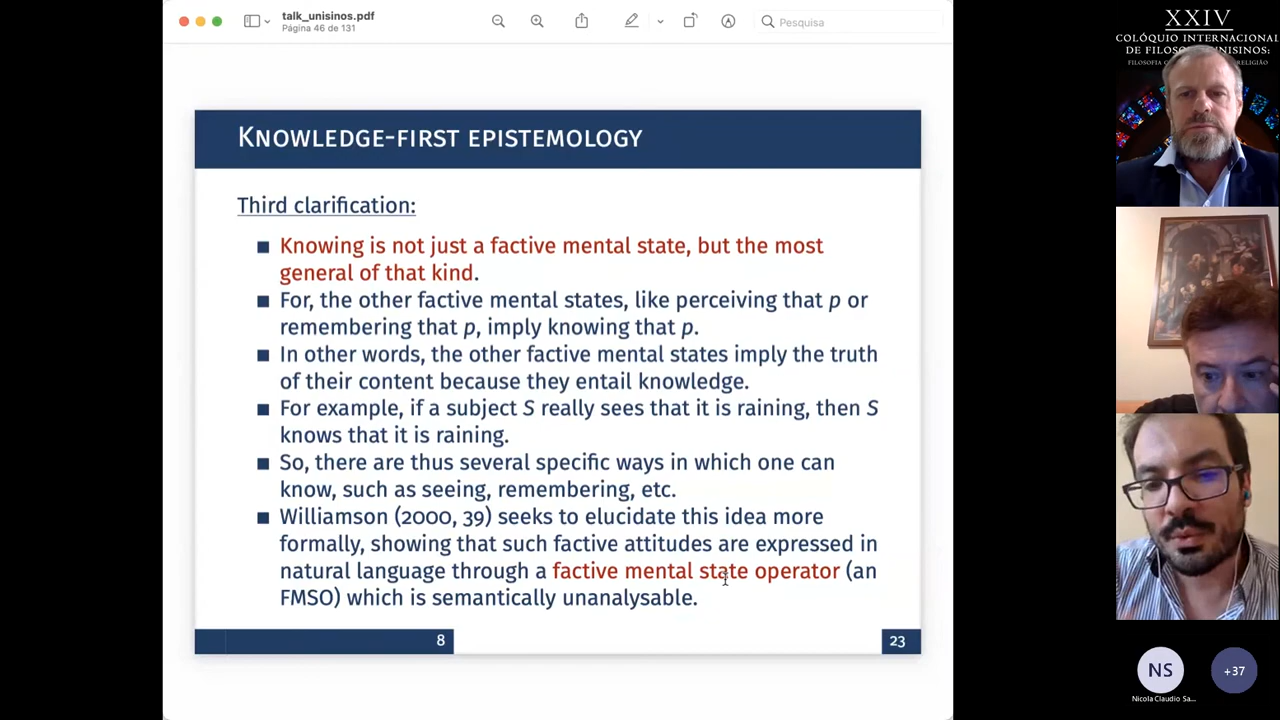 talk_unisinos.pdf
Página 46 de 131
Pesquisa
KNOWLEDGE-FIRST EPISTEMOLOGY
Third clarification:
Knowing is not just a factive mental state, but the most
general of that kind.
For, the other factive mental states, like perceiving that p or
remembering that p, imply knowing that p.
In other words, the other factive mental states imply the truth
of their content because they entail knowledge.
For example, if a subject S really sees that it is raining, then S
knows that it is raining.
So, there are thus several specific ways in which one can
know, such as seeing, remembering, etc.
Williamson (2000, 39) seeks to elucidate this idea more
formally, showing that such factive attitudes are expressed in
natural language through a factive mental state operator (an
FMSO) which is semantically unanalysable.
8
23
XXIV
COLÓQUIO INTERNACIONAL
DE FILOSO
UNISINOS:
FILOSOFIA
RELIGIÃO
NS
+37
Nicola Claudio Sa...